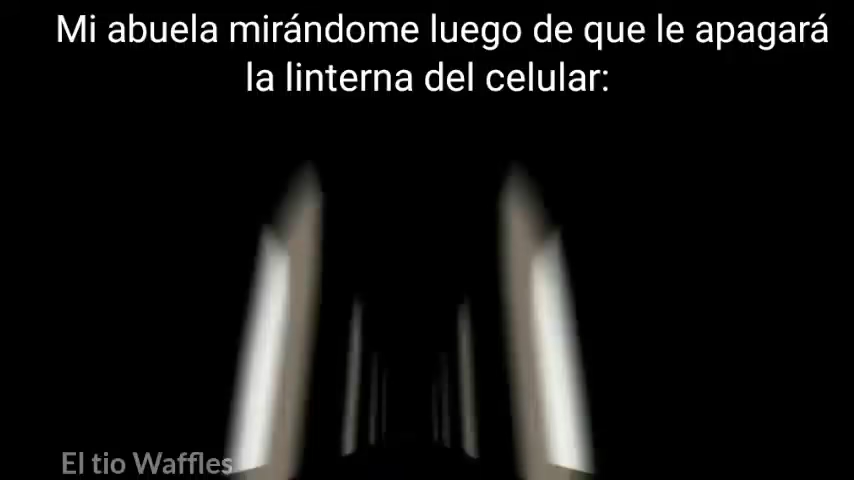 Mi abuela mirándome luego de que le apagará
la linterna del celular:
El tio Waffles